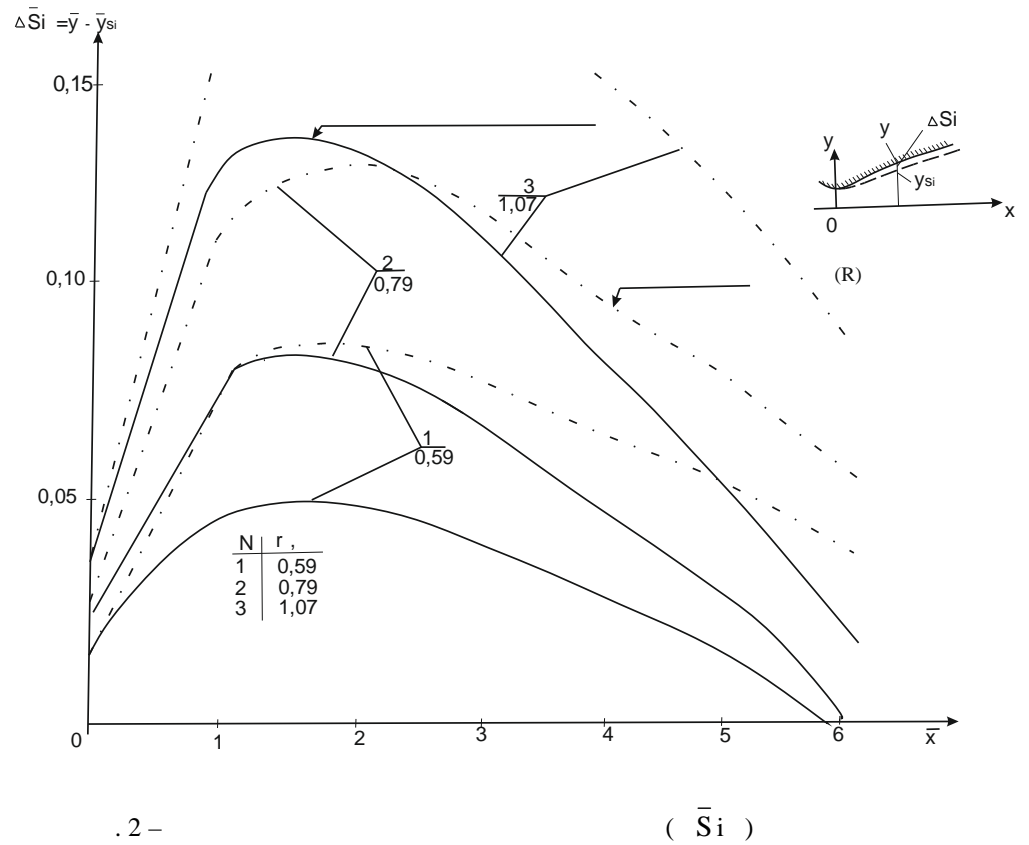 ΔS̄i =ȳ - ȳsi
0,15
0,10
0,05
0
1
2
3
4
5
6
x̄
3
1,07
2
0,79
1
0,59
N r ,
1 0,59
2 0,79
3 1,07
y
y
ΔSi
ysi
0
x
(R)
. 2 – ( S̄i )